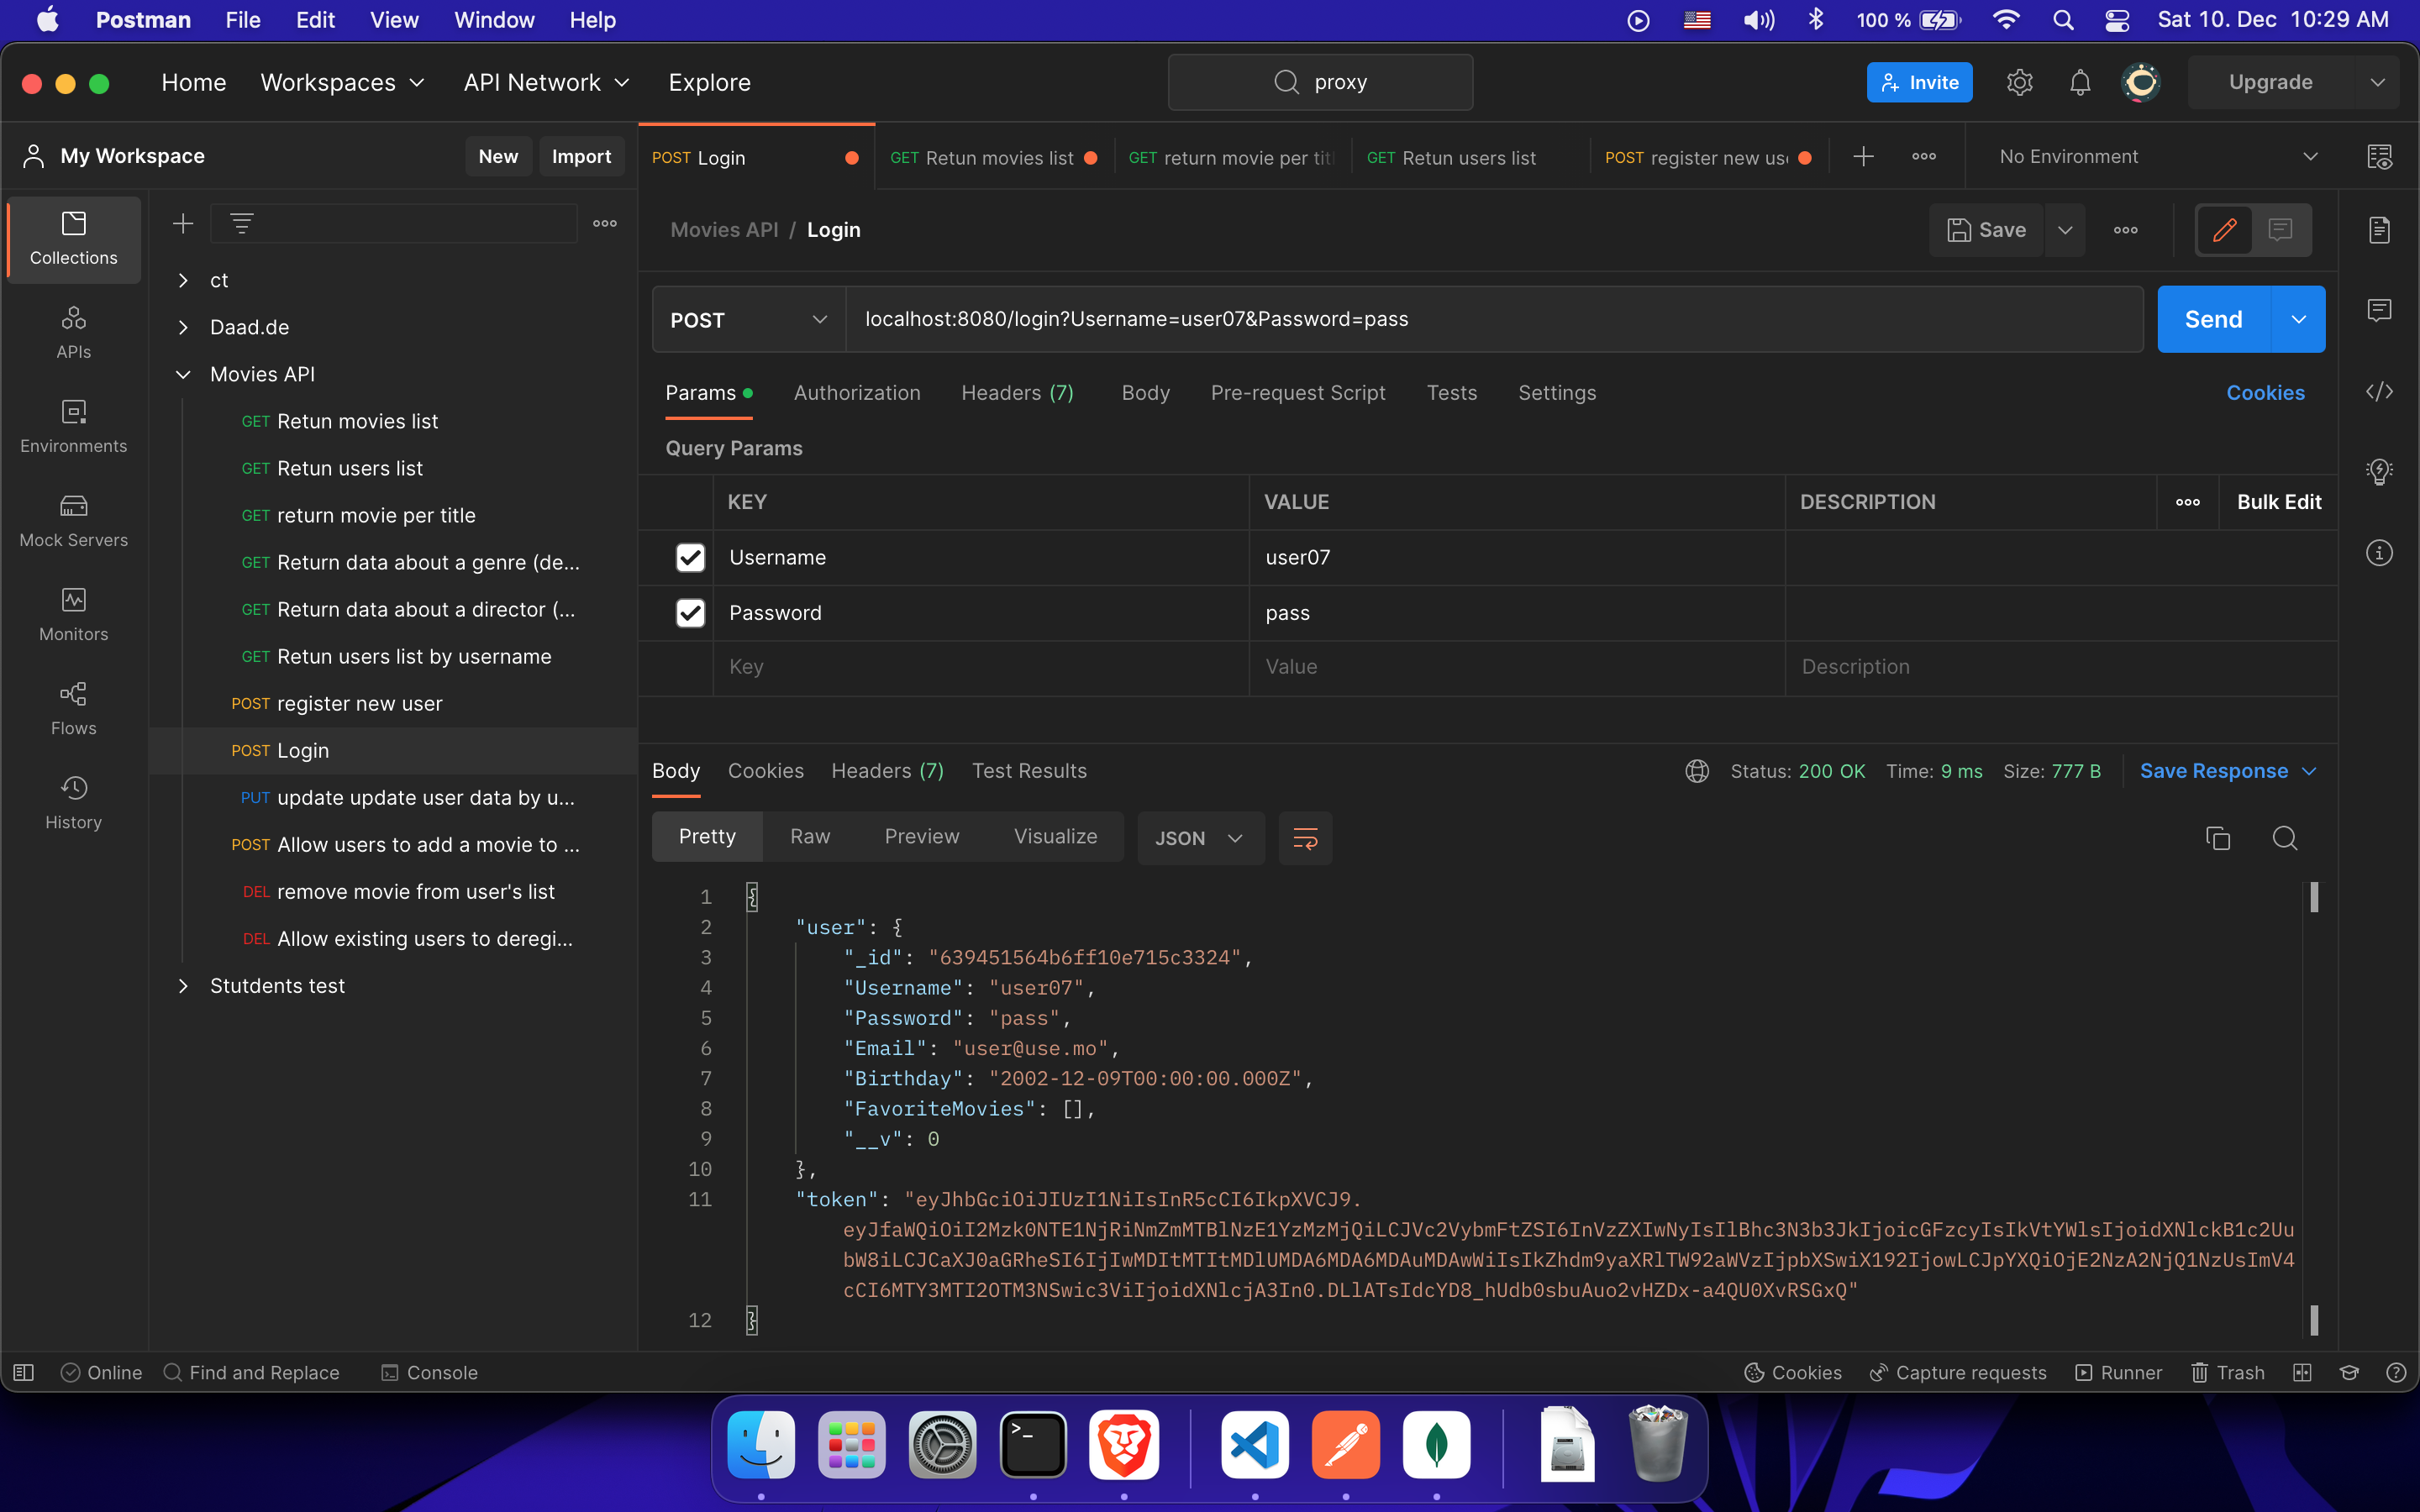 Postman File Edit View Window Help 100 % Sat 10. Dec 10:29 AM
Home Workspaces API Network Explore proxy Invite Upgrade
My Workspace New Import
POST Login GET Retun movies list GET return movie per tit GET Retun users list POST register new us No Environment
Collections
APIs
Environments
Mock Servers
Monitors
Flows
History
ct
Daad.de
Movies API
GET Retun movies list
GET Retun users list
GET return movie per title
GET Return data about a genre (de...
GET Return data about a director (...
GET Retun users list by username
POST register new user
POST Login
PUT update update user data by u...
POST Allow users to add a movie to ...
DEL remove movie from user's list
DEL Allow existing users to deregi...
Stutdents test
Movies API / Login Save
POST localhost:8080/login?Username=user07&Password=pass Send
Params Authorization Headers (7) Body Pre-request Script Tests Settings Cookies
Query Params
KEY VALUE DESCRIPTION Bulk Edit
Username user07
Password pass
Key Value Description
Body Cookies Headers (7) Test Results Status: 200 OK Time: 9 ms Size: 777 B Save Response
Pretty Raw Preview Visualize JSON
1 {
2 "user": {
3 "_id": "639451564b6ff10e715c3324",
4 "Username": "user07",
5 "Password": "pass",
6 "Email": "user@use.mo",
7 "Birthday": "2002-12-09T00:00:00.000Z",
8 "FavoriteMovies": [],
9 "__v": 0
10 },
11 "token": "eyJhbGciOiJIUzI1NiIsInR5cCI6IkpXVCJ9.
eyJfaWQiOiI2Mzk0NTE1NjRiNmZmMTBlNzE1YzMzMjQiLCJVc2VybmFtZSI6InVzZXIwNyIsIlBhc3N3b3JkIjoicGFzcyIsIkVtYWlsIjoidXNlckB1c2Uu
bW8iLCJCaXJ0aGRheSI6IjIwMDItMTItMDlUMDA6MDA6MDAuMDAwWiIsIkZhdm9yaXRlTW92aWVzIjpbXSwiX192IjowLCJpYXQiOjE2NzA2NjQ1NzUsImV4
cCI6MTY3MTI2OTM3NSwic3ViIjoidXNlcjA3In0.DLlATsIdcYD8_hUdb0sbuAuo2vHZDx-a4QU0XvRSGxQ"
12 }
Online Find and Replace Console Cookies Capture requests Runner Trash